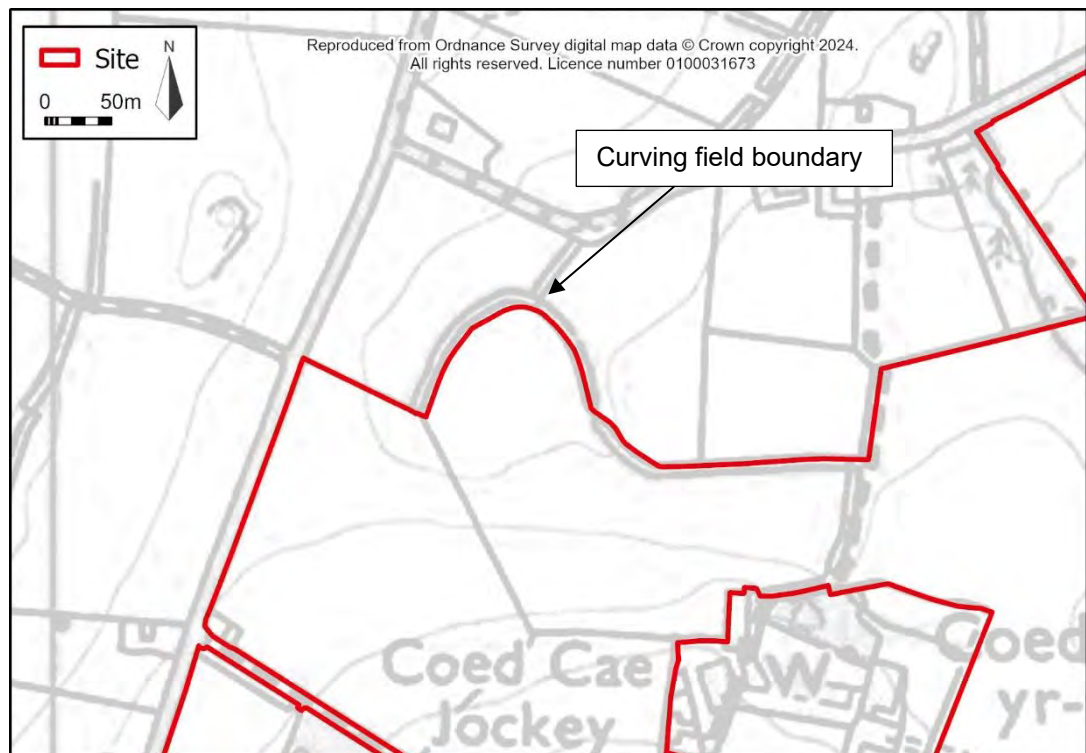 Site
N
0 50m
Reproduced from Ordnance Survey digital map data © Crown copyright 2024.
All rights reserved. Licence number 0100031673
Curving field boundary
Coed Cae
Jockey
W
Coed
yr-